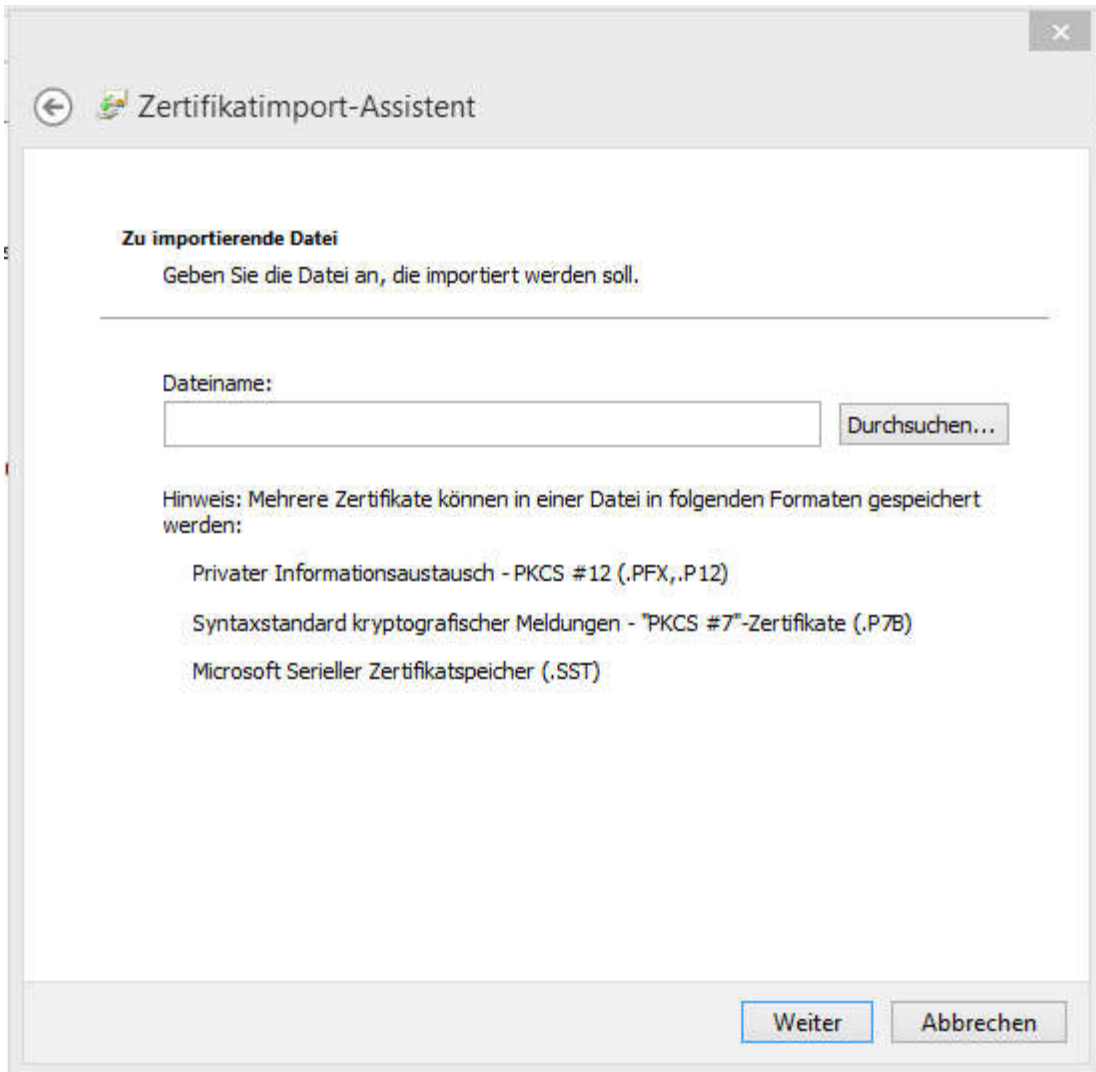 Zertifikatimport-Assistent
Zu importierende Datei
Geben Sie die Datei an, die importiert werden soll.
Dateiname:
Durchsuchen...
Hinweis: Mehrere Zertifikate können in einer Datei in folgenden Formaten gespeichert
werden:
Privater Informationsaustausch - PKCS #12 (.PFX,.P12)
Syntaxstandard kryptografischer Meldungen - "PKCS #7"-Zertifikate (.P7B)
Microsoft Serieller Zertifikatspeicher (.SST)
Weiter
Abbrechen